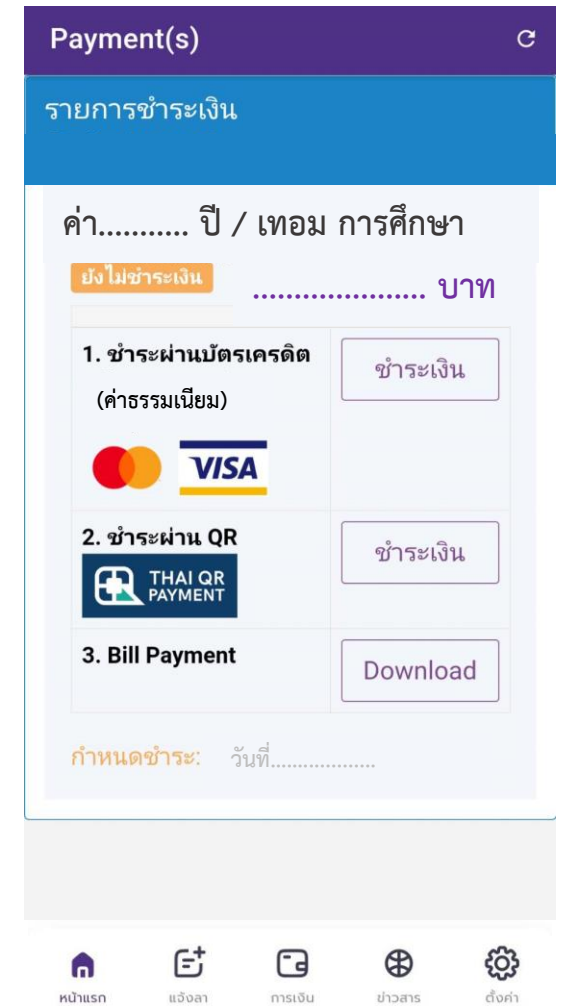 Payment(s)
รายการชำระเงิน
ค่า........... ปี / เทอม การศึกษา
ยังไม่ชำระเงิน
..................... บาท
1. ชำระผ่านบัตรเครดิต
(ค่าธรรมเนียม)
ชำระเงิน
VISA
2. ชำระผ่าน QR
ชำระเงิน
THAI QR
PAYMENT
3. Bill Payment
Download
กำหนดชำระ: วันที่...................
หน้าแรก แจ้งลา การเงิน ข่าวสาร ตั้งค่า